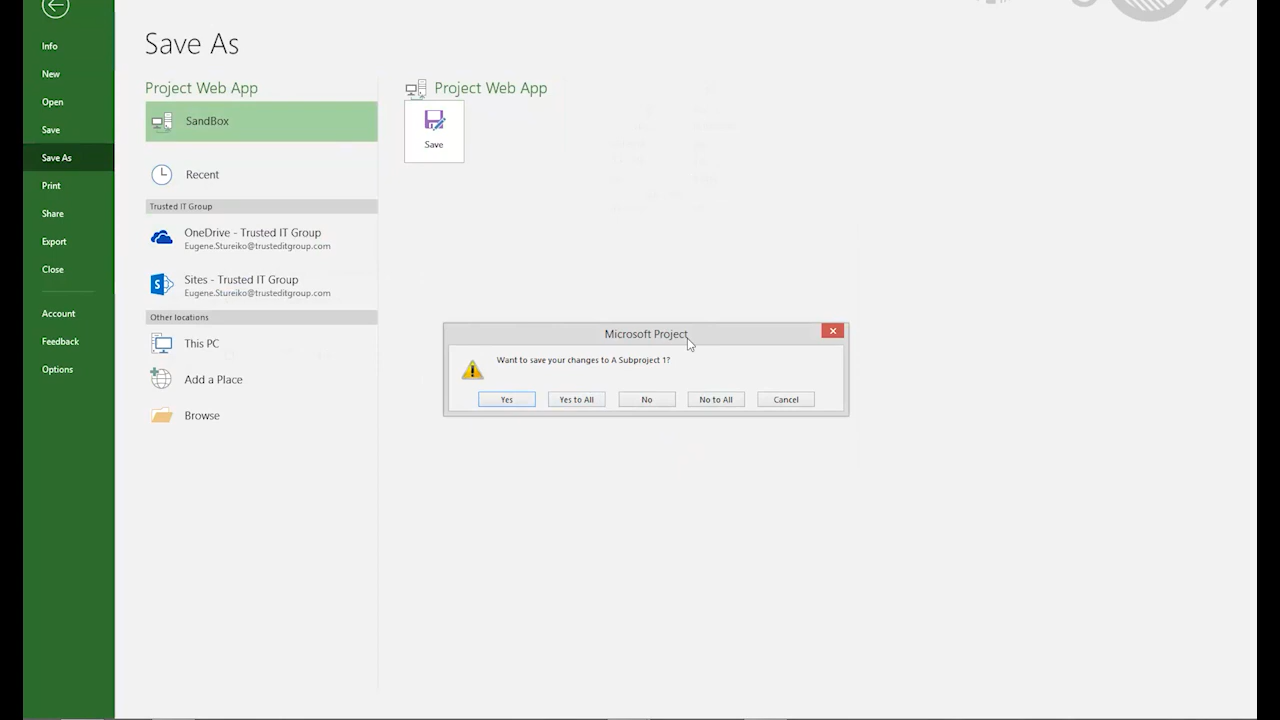 Info
New
Open
Save
Save As
Print
Share
Export
Close
Account
Feedback
Options
Save As
Project Web App
SandBox
Recent
Trusted IT Group
OneDrive - Trusted IT Group
Eugene.Stureiko@trusteditgroup.com
Sites - Trusted IT Group
Eugene.Stureiko@trusteditgroup.com
Other locations
This PC
Add a Place
Browse
Project Web App
Save
Microsoft Project
Want to save your changes to A Subproject 1?
Yes
Yes to All
No
No to All
Cancel